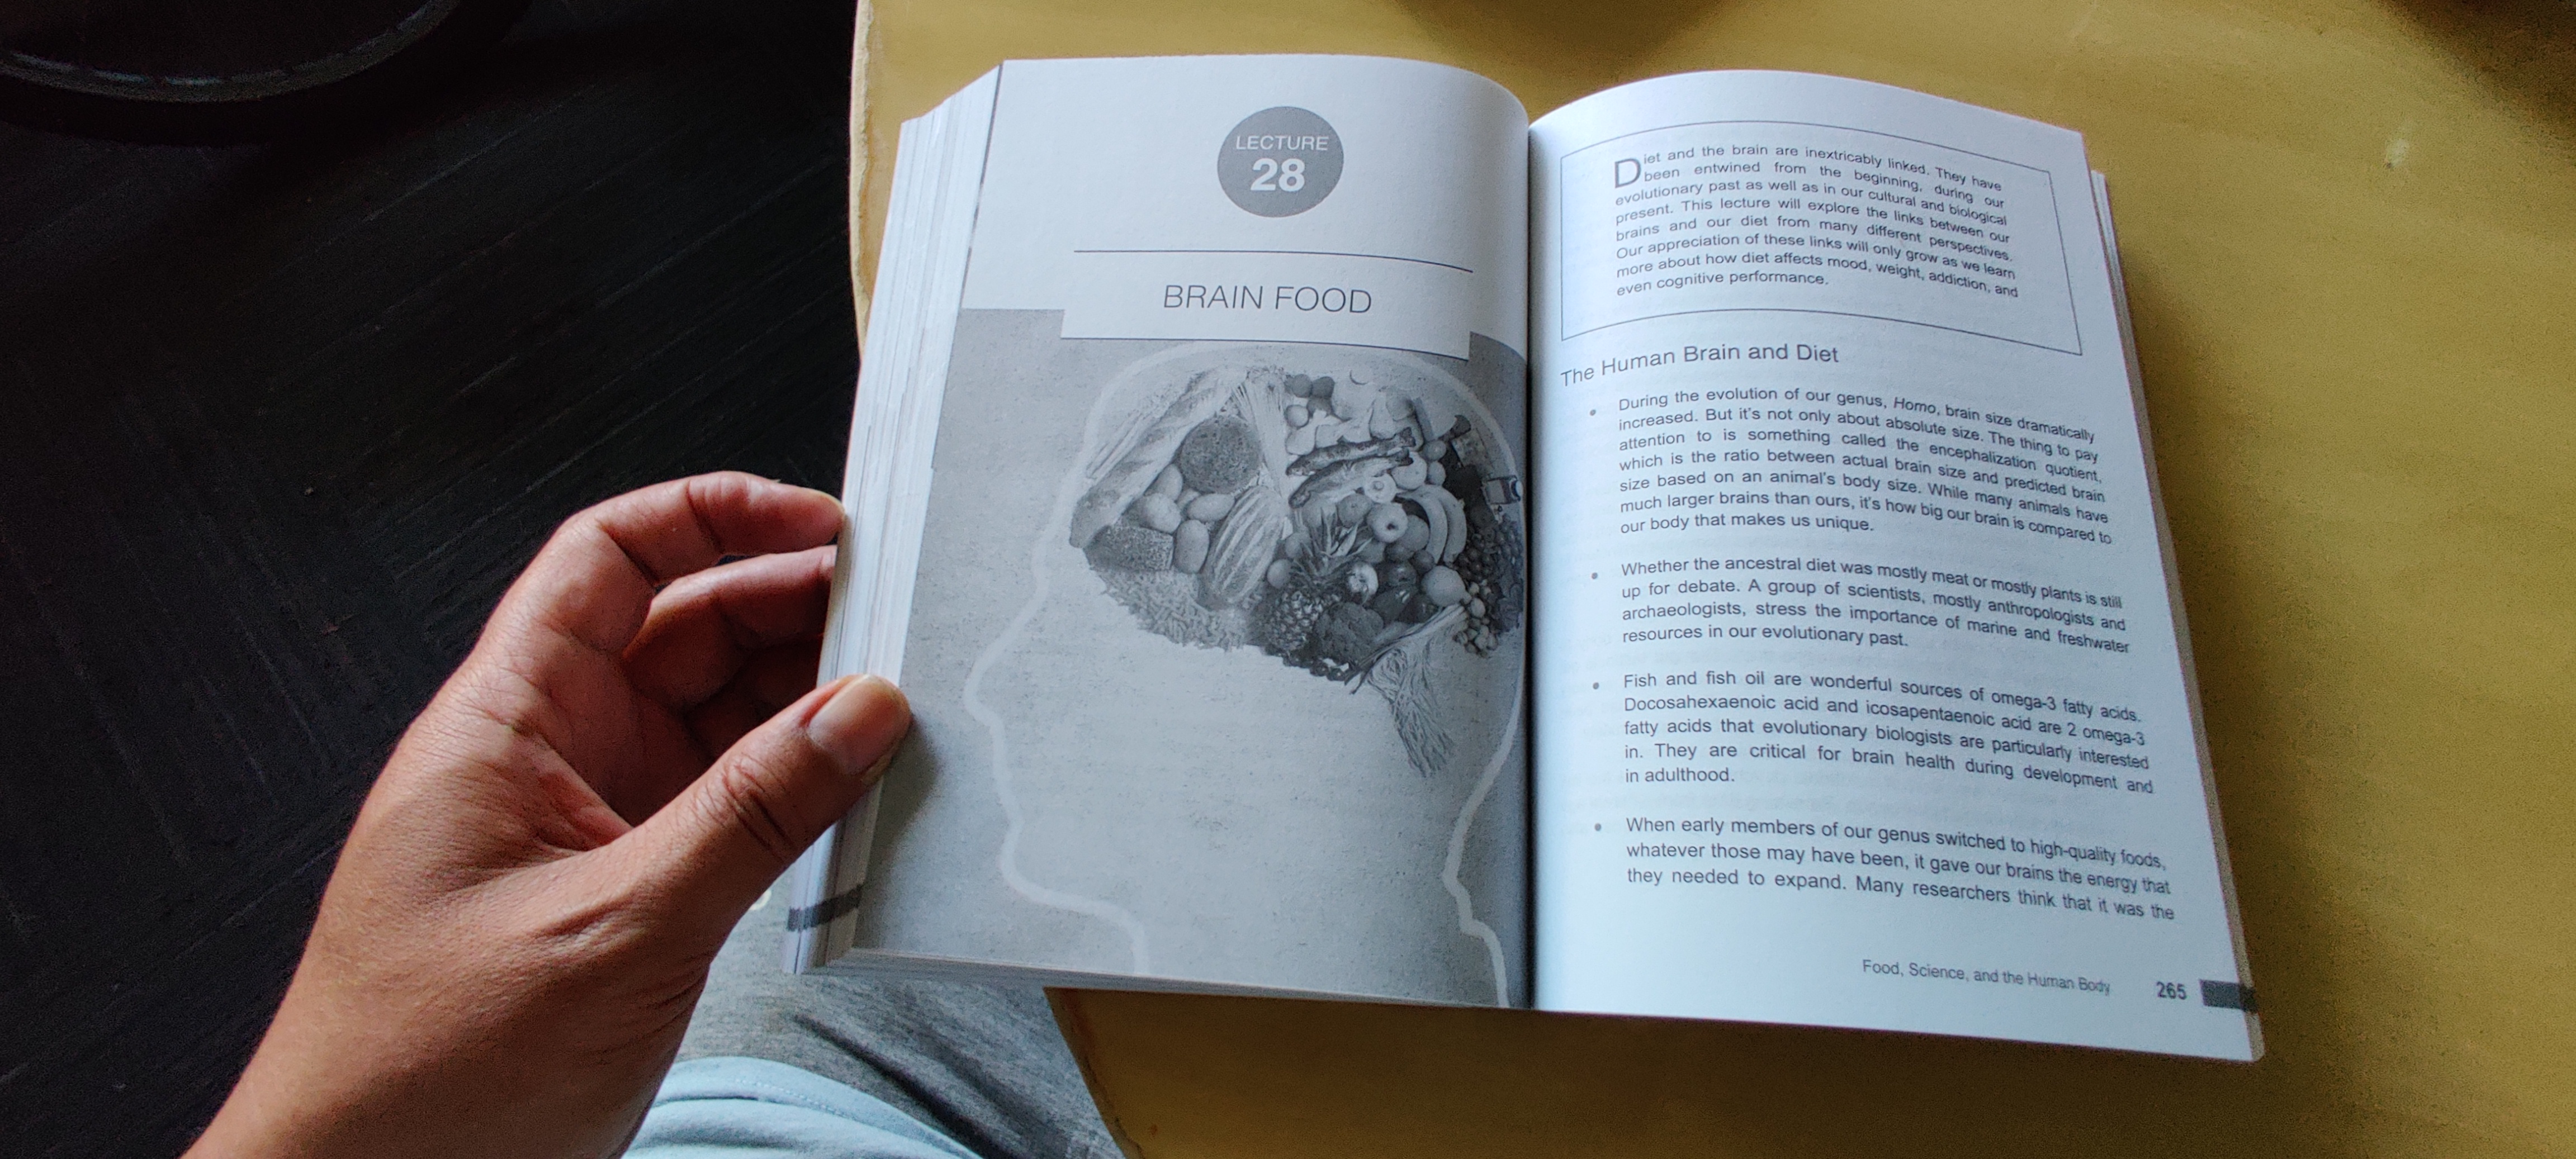 LECTURE
28
BRAIN FOOD
Diet and the brain are inextricably linked. They have
been entwined from the beginning, during our
evolutionary past as well as in our cultural and biological
present. This lecture will explore the links between our
brains and our diet from many different perspectives.
Our appreciation of these links will only grow as we learn
more about how diet affects mood, weight, addiction, and
even cognitive performance.
The Human Brain and Diet
• During the evolution of our genus, Homo, brain size dramatically
increased. But it's not only about absolute size. The thing to pay
attention to is something called the encephalization quotient,
which is the ratio between actual brain size and predicted brain
size based on an animal's body size. While many animals have
much larger brains than ours, it's how big our brain is compared to
our body that makes us unique.
• Whether the ancestral diet was mostly meat or mostly plants is still
up for debate. A group of scientists, mostly anthropologists and
archaeologists, stress the importance of marine and freshwater
resources in our evolutionary past.
• Fish and fish oil are wonderful sources of omega-3 fatty acids.
Docosahexaenoic acid and icosapentaenoic acid are 2 omega-3
fatty acids that evolutionary biologists are particularly interested
in. They are critical for brain health during development and
in adulthood.
• When early members of our genus switched to high-quality foods,
whatever those may have been, it gave our brains the energy that
they needed to expand. Many researchers think that it was the
Food, Science, and the Human Body 265